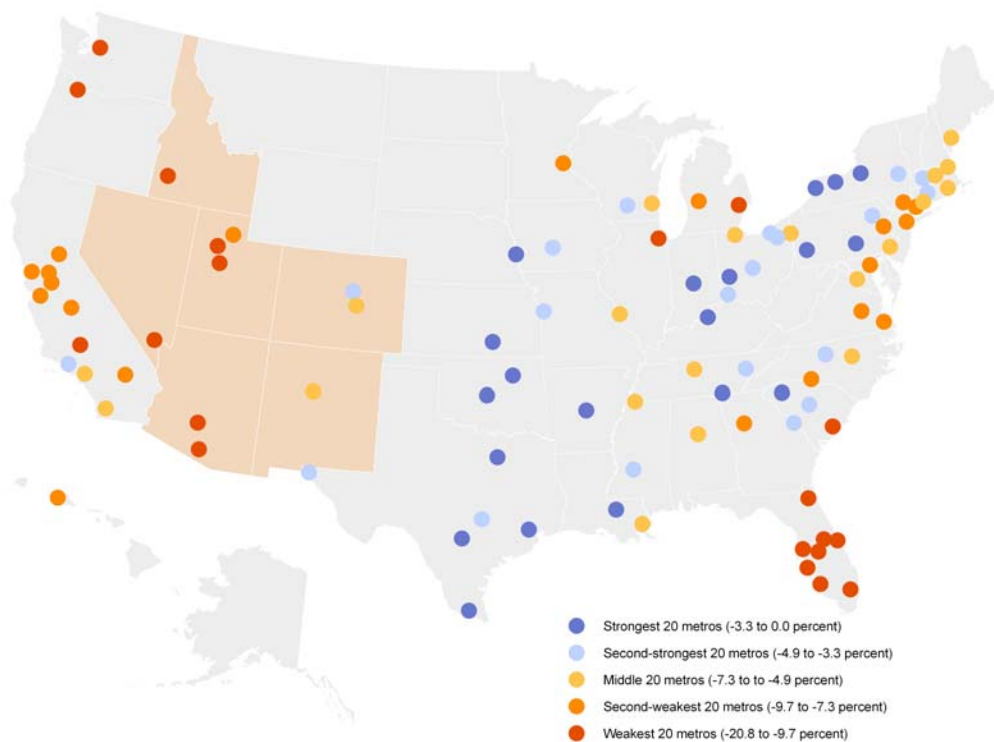 Strongest 20 metros (-3.3 to 0.0 percent)
Second-strongest 20 metros (-4.9 to -3.3 percent)
Middle 20 metros (-7.3 to to -4.9 percent)
Second-weakest 20 metros (-9.7 to -7.3 percent)
Weakest 20 metros (-20.8 to -9.7 percent)